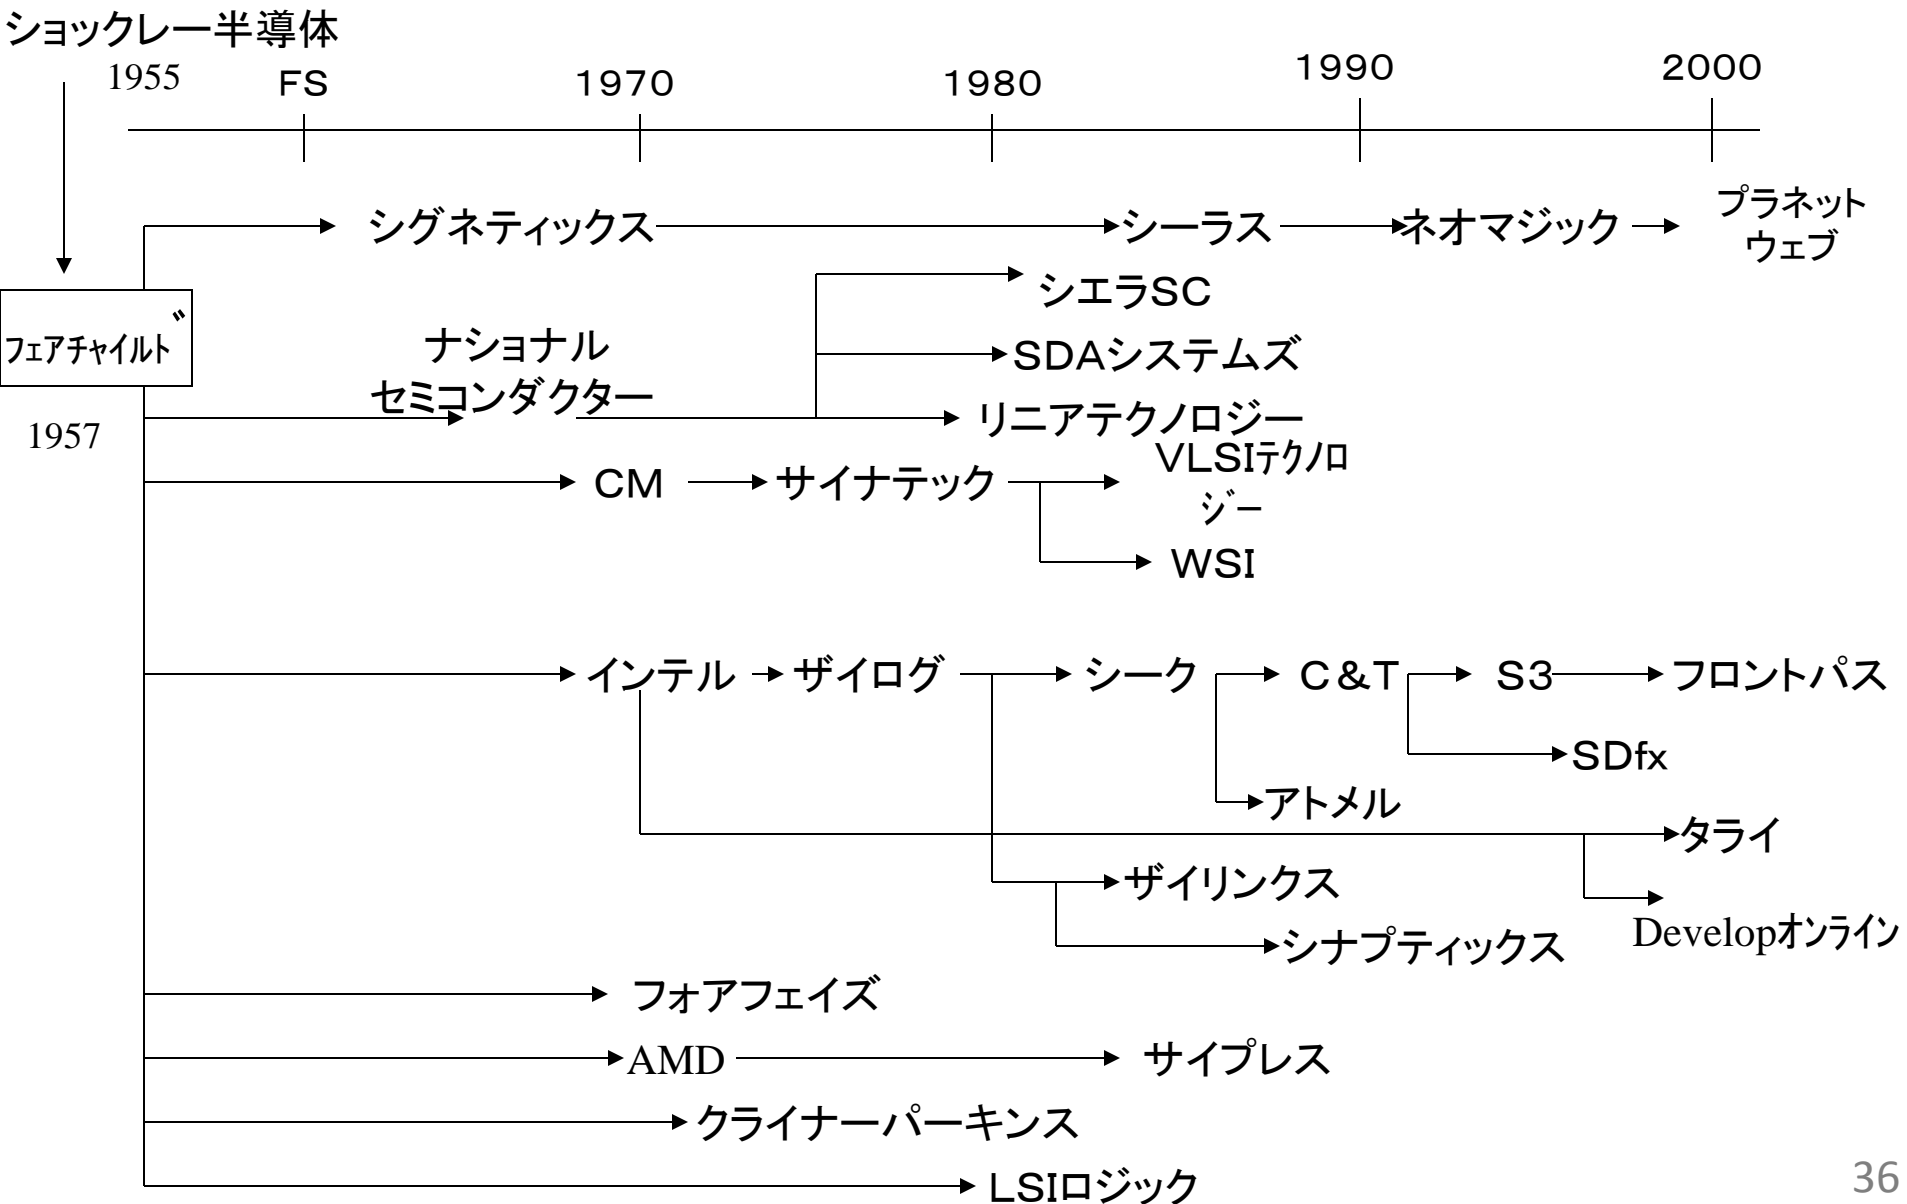 ショックレー半導体
1955
FS
1970
1980
1990
2000
シグネティックス
シーラス
ネオマジック
プラネット
ウェブ
シエラSC
フェアチャイルド
ナショナル
セミコンダクター
SDAシステムズ
リニアテクノロジー
1957
CM
サイナテック
VLSIテクノロ
ジー
WSI
インテル
ザイログ
シーク
C&T
S3
フロントパス
SDfx
アトメル
タライ
ザイリンクス
Developオンライン
シナプティックス
フォアフェイズ
AMD
サイプレス
クライナーパーキンス
LSIロジック
36